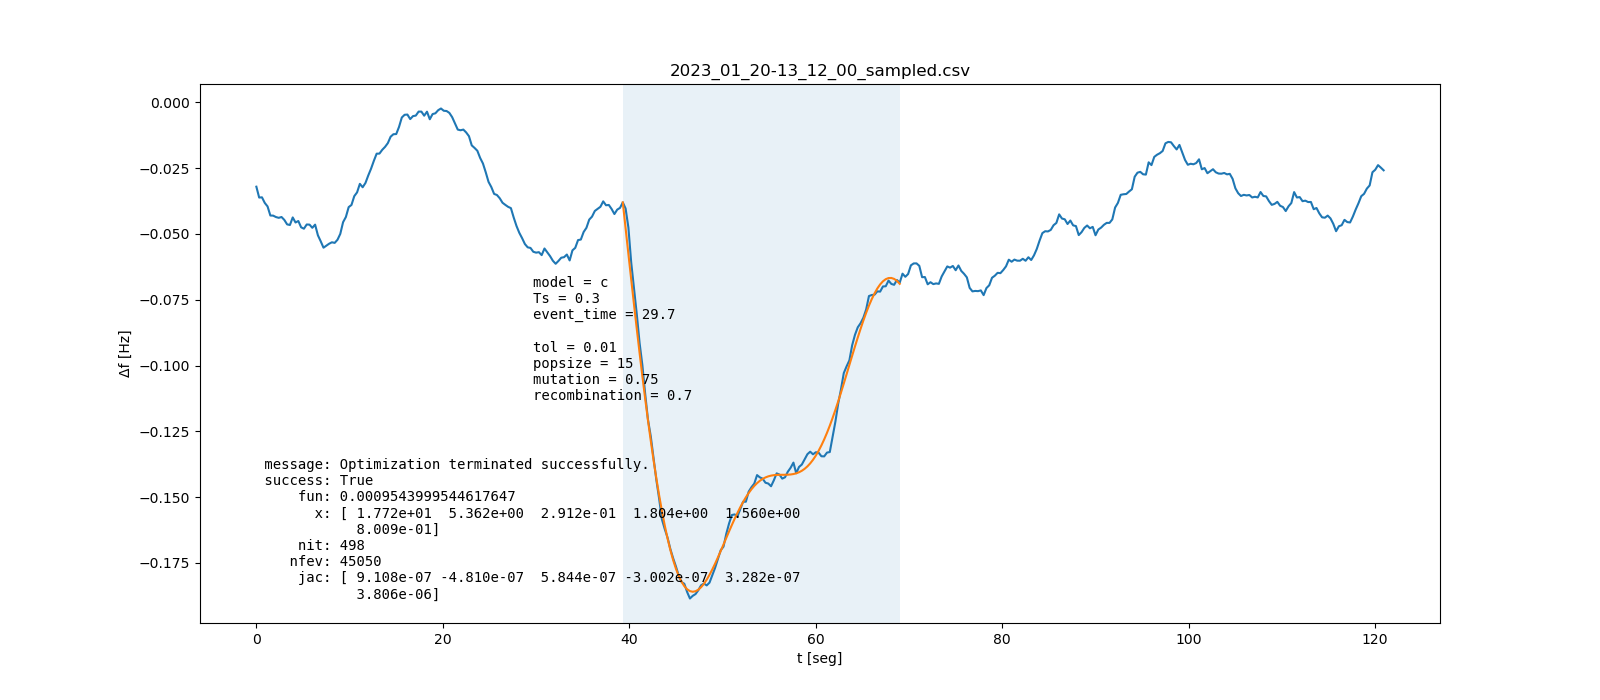 2023_01_20-13_12_00_sampled.csv
0.000
−0.025
−0.050
−0.075
−0.100
−0.125
−0.150
−0.175
Δf [Hz]
model = c
Ts = 0.3
event_time = 29.7
tol = 0.01
popsize = 15
mutation = 0.75
recombination = 0.7
message: Optimization terminated successfully.
success: True
fun: 0.0009543999544617647
x: [ 1.772e+01 5.362e+00 2.912e-01 1.804e+00 1.560e+00
8.009e-01]
nit: 498
nfev: 45050
jac: [ 9.108e-07 -4.810e-07 5.844e-07 -3.002e-07 3.282e-07
3.806e-06]
0 20 40 60 80 100 120
t [seg]